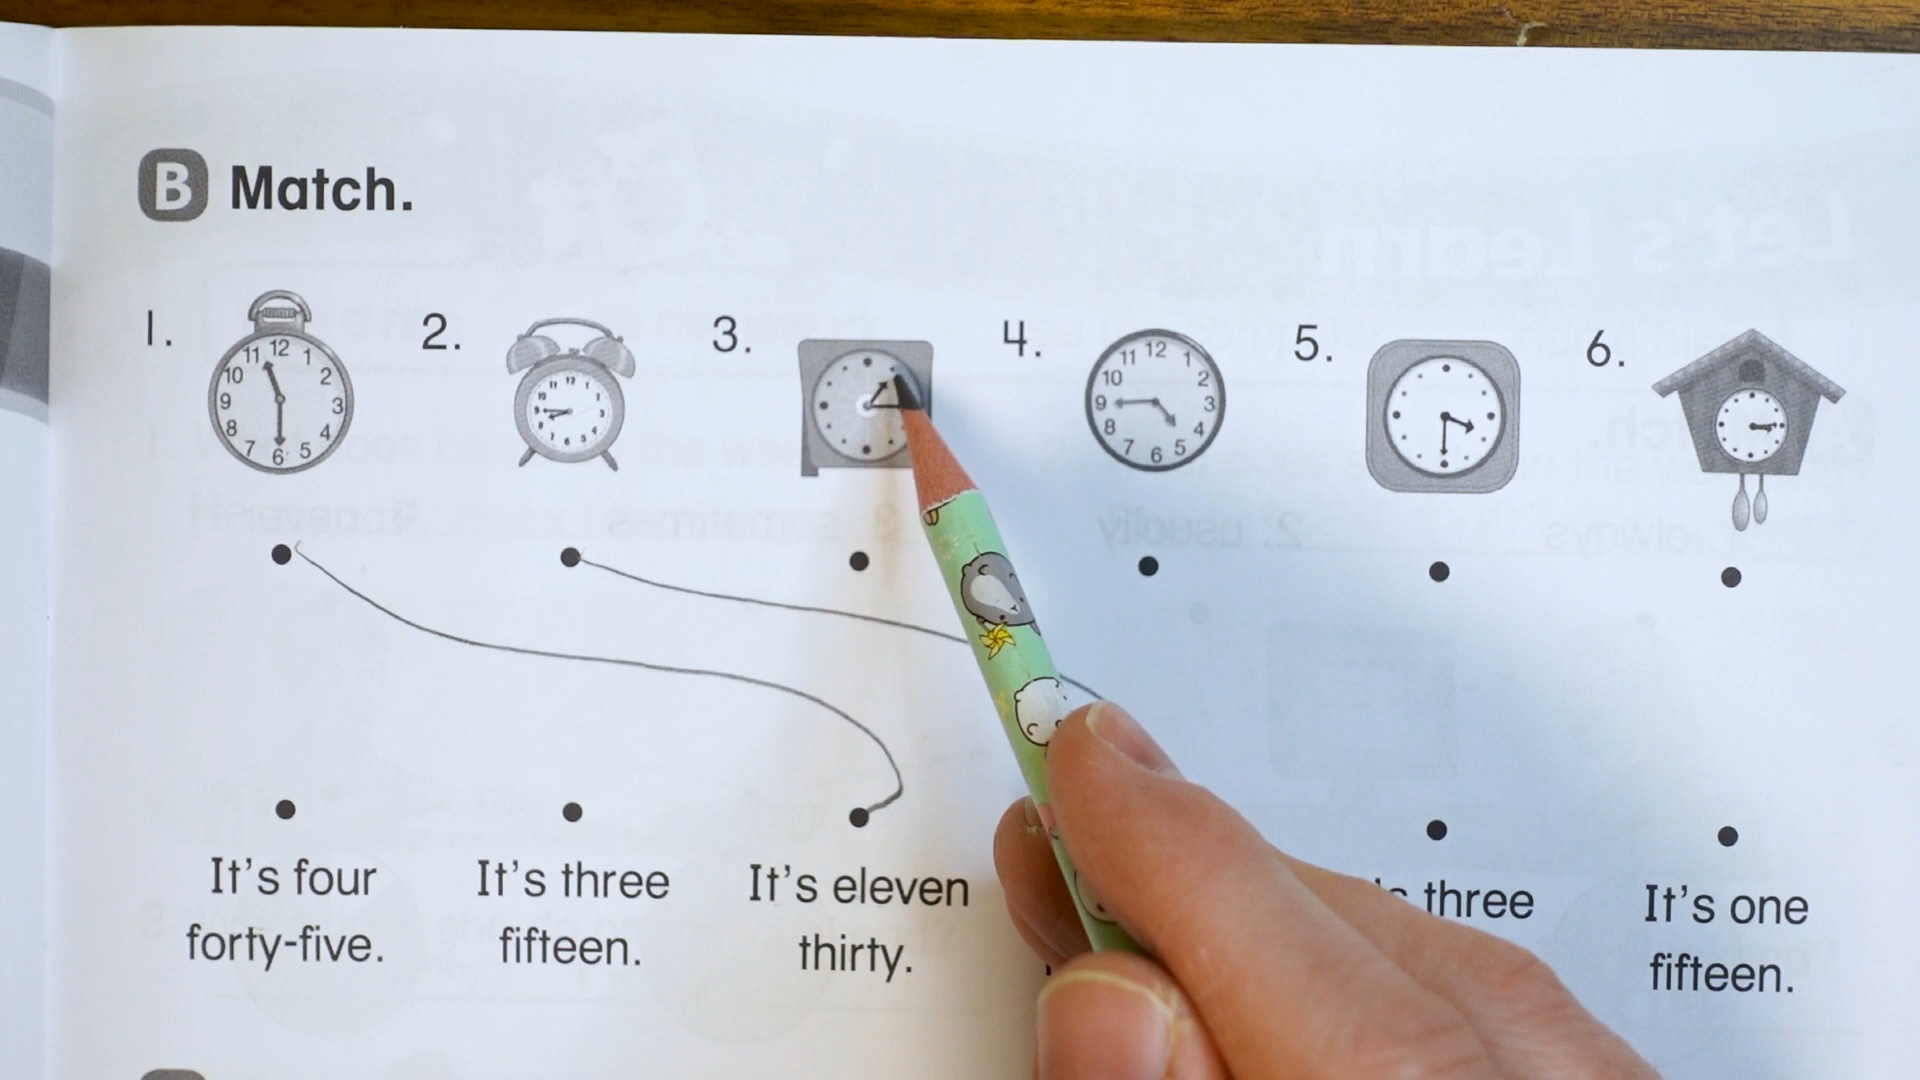 B Match.
1. 2. 3. 4. 5. 6.
It's four
forty-five.
It's three
fifteen.
It's eleven
thirty.
three
It's one
fifteen.